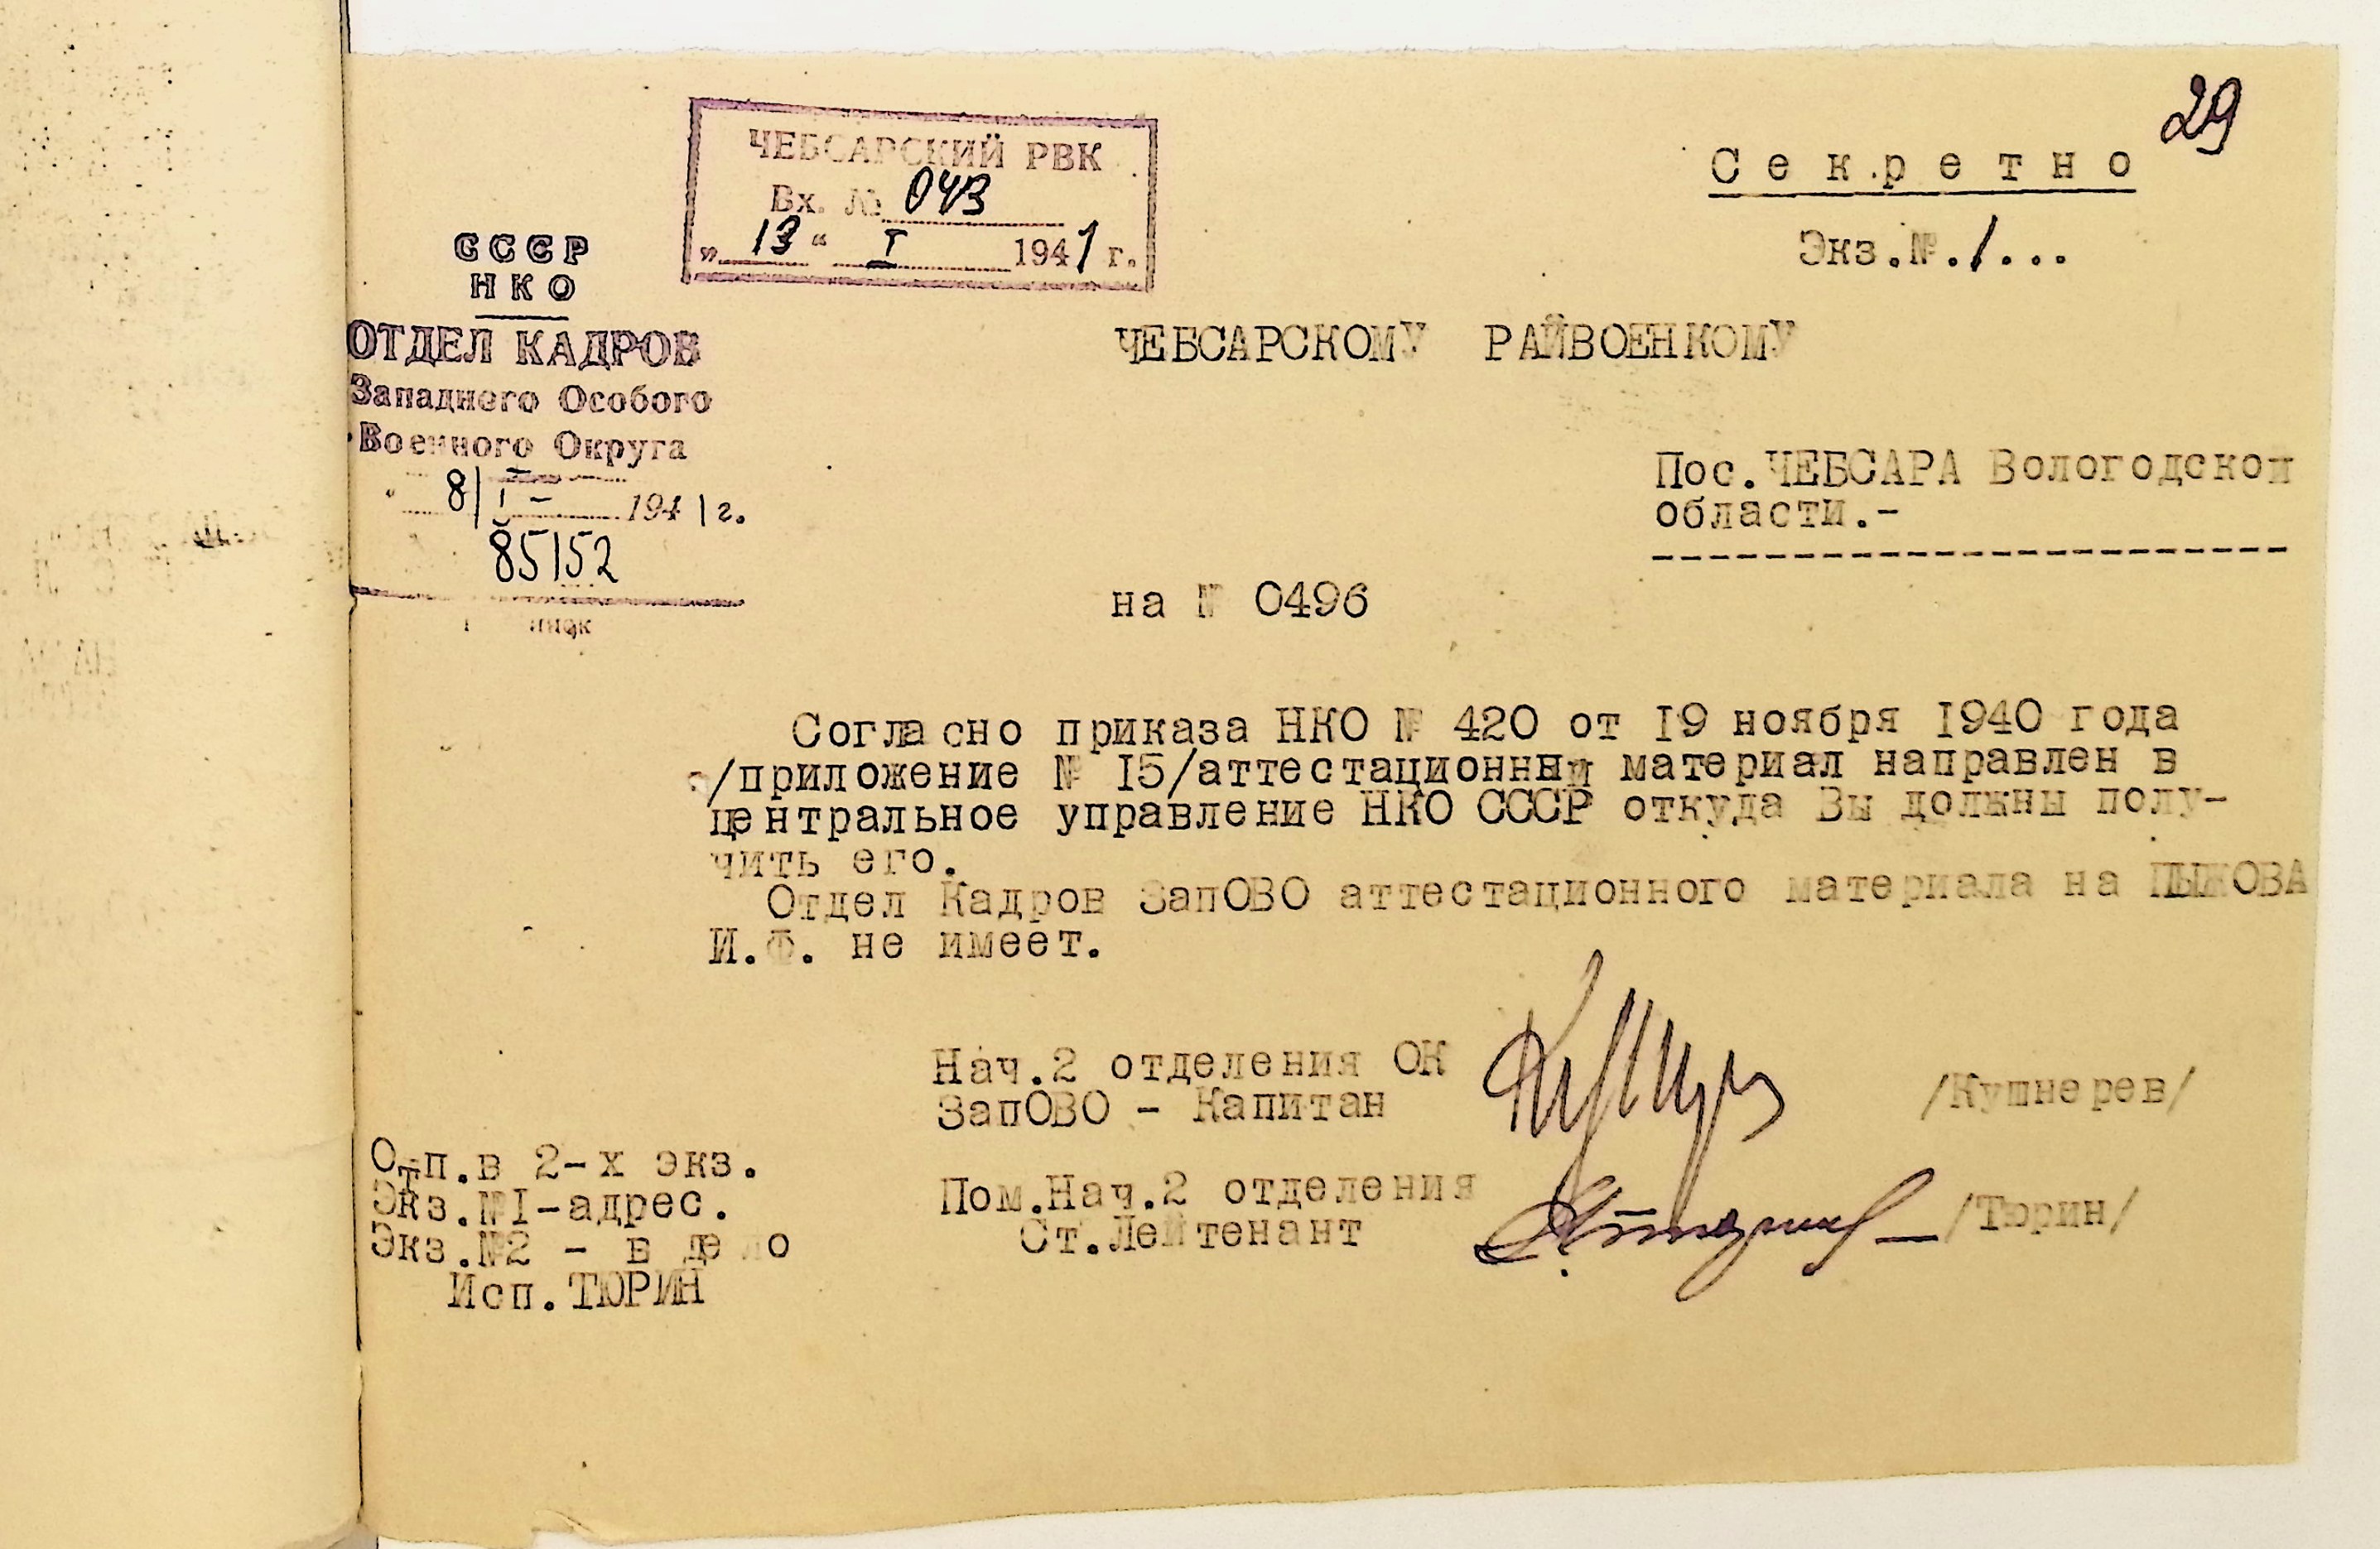 29
Секретно
Экз.№.1...
ЧЕБСАРСКИЙ РВК
Вх. № 043
„ 13 “ I 1941 г.
СССР
НКО
ОТДЕЛ КАДРОВ
Западного Особого
Военного Округа
" 8/I – 1941 г.
85152
ЧЕБСАРСКОМУ РАЙВОЕНКОМУ
Пос.ЧЕБСАРА Вологодской
области.-
на № 0496
Согласно приказа НКО № 420 от 19 ноября 1940 года
/приложение № 15/аттестационный материал направлен в
центральное управление НКО СССР откуда Вы должны полу-
чить его.
Отдел Кадров ЗапОВО аттестационного материала на ПЫЖОВА
И.Ф. не имеет.
Нач.2 отделения ОК
ЗапОВО – Капитан /Кушнерев/
Пом.Нач.2 отделения
Ст.Лейтенант /Тюрин/
Отп.в 2-х экз.
Экз.№1-адрес.
Экз.№2 – в дело
Исп.ТЮРИН